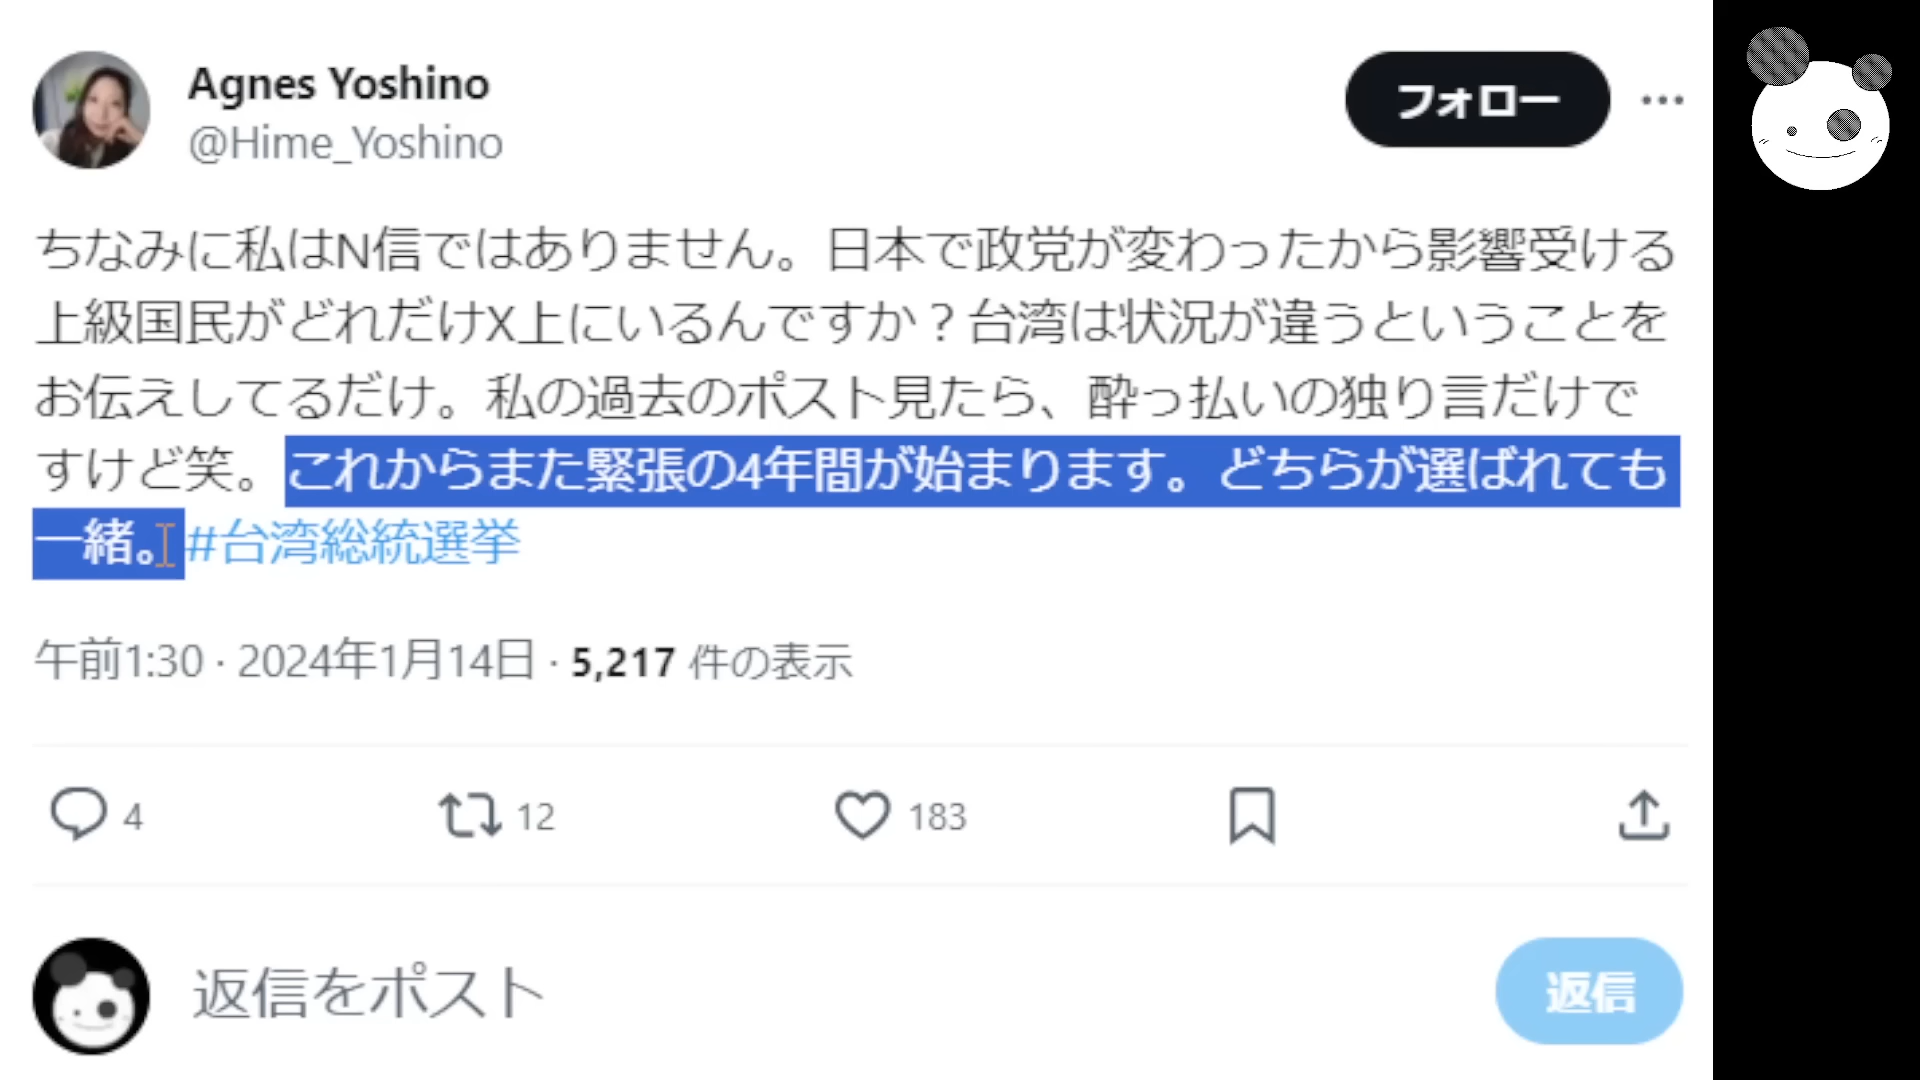 Agnes Yoshino
@Hime_Yoshino
フォロー
ちなみに私はN信ではありません。日本で政党が変わったから影響受ける
上級国民がどれだけX上にいるんですか？台湾は状況が違うということを
お伝えしてるだけ。私の過去のポスト見たら、酔っ払いの独り言だけで
すけど笑。これからまた緊張の4年間が始まります。どちらが選ばれても
一緒。#台湾総統選挙
午前1:30 · 2024年1月14日 · 5,217 件の表示
4 12 183
返信をポスト
返信